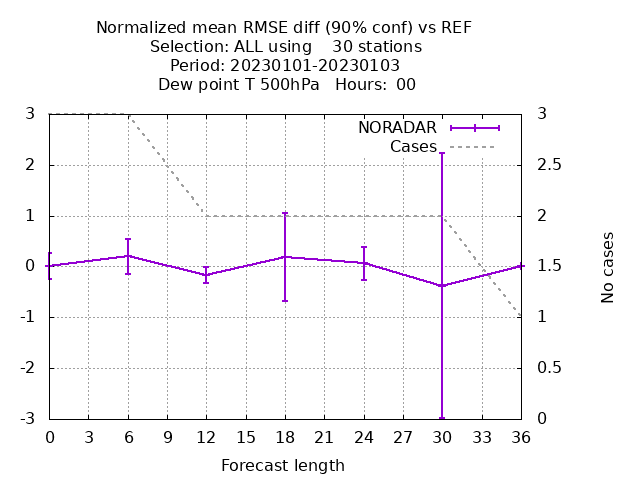 Normalized mean RMSE diff (90% conf) vs REF
Selection: ALL using    30 stations
Period: 20230101-20230103
Dew point T 500hPa   Hours:  00
NORADAR
Cases
3
2
1
0
-1
-2
-3
3
2.5
2
1.5
1
0.5
0
No cases
0 3 6 9 12 15 18 21 24 27 30 33 36
Forecast length